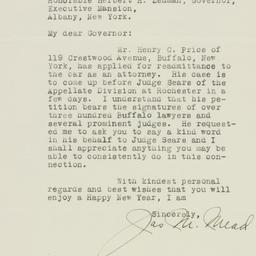 Honorable Herbert H. Lehman, Governor,
Executive Mansion,
Albany, New York.
My dear Governor:
Mr. Henry C. Price of
119 Crestwood Avenue, Buffalo, New
York, has applied for readmittance to
the car as an attorney. His case is
to come up before Judge Sears of the
Appellate Division at Rochester in a
few days. I understand that his pe-
tition bears the signatures of over
three hundred Buffalo lawyers and
several prominent judges. He request-
ed me to ask you to say a kind word
in his behalf to Judge Sears and I
shall appreciate anything you may be
able to consistently do in this con-
nection.
With kindest personal
regards and best wishes that you will
enjoy a Happy New Year, I am
Sincerely,
Jas. M. Mead